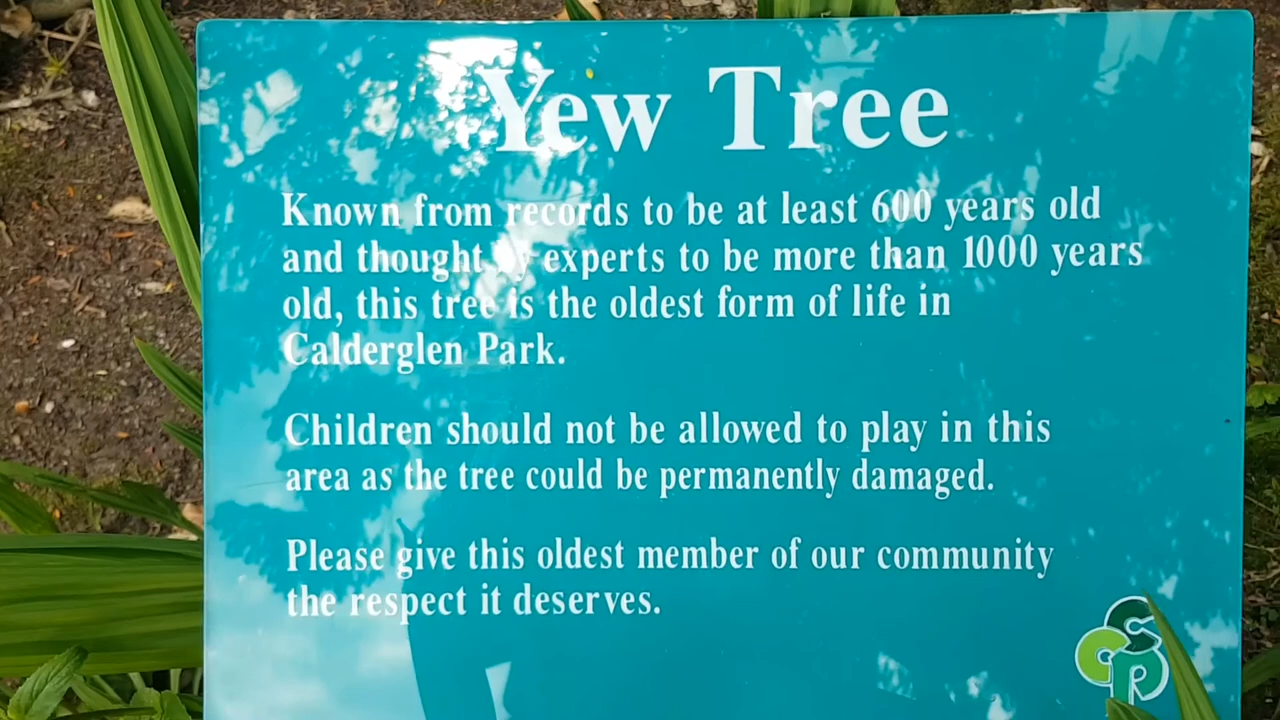 Yew Tree
Known from records to be at least 600 years old
and thought by experts to be more than 1000 years
old, this tree is the oldest form of life in
Calderglen Park.
Children should not be allowed to play in this
area as the tree could be permanently damaged.
Please give this oldest member of our community
the respect it deserves.
CCP